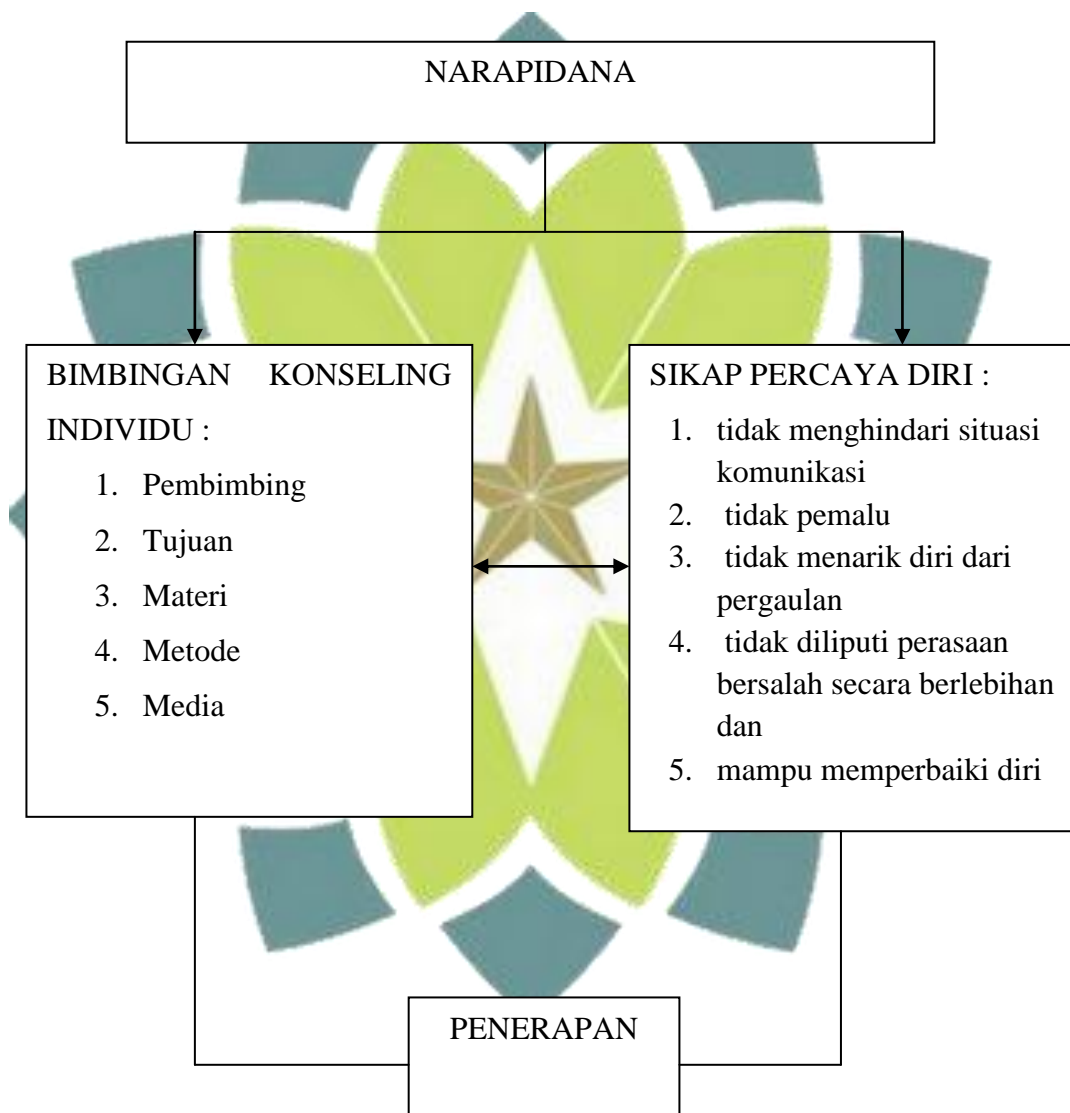 NARAPIDANA
BIMBINGAN KONSELING
INDIVIDU :
1. Pembimbing
2. Tujuan
3. Materi
4. Metode
5. Media
SIKAP PERCAYA DIRI :
1. tidak menghindari situasi
komunikasi
2. tidak pemalu
3. tidak menarik diri dari
pergaulan
4. tidak diliputi perasaan
bersalah secara berlebihan
dan
5. mampu memperbaiki diri
PENERAPAN